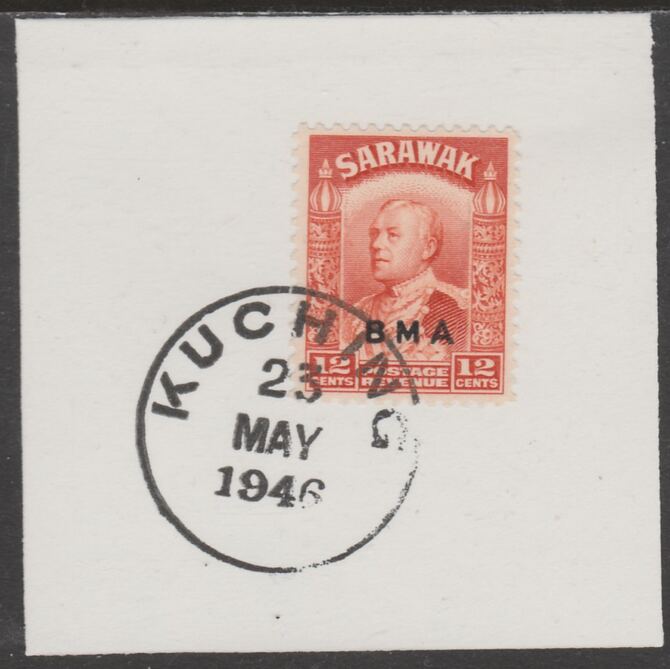 SARAWAK
BMA
12 CENTS
POSTAGE REVENUE
12 CENTS
KUCHING
23
MAY
1946